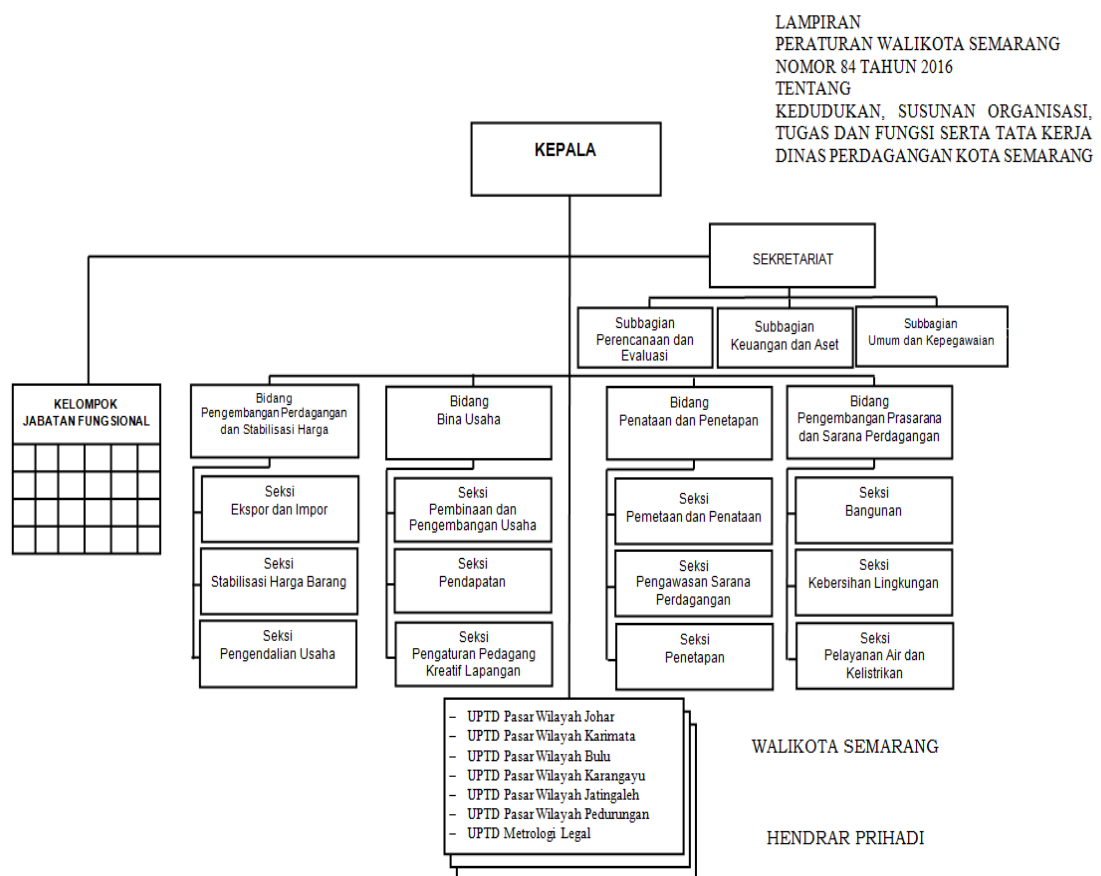 LAMPIRAN
PERATURAN WALIKOTA SEMARANG
NOMOR 84 TAHUN 2016
TENTANG
KEDUDUKAN, SUSUNAN ORGANISASI,
TUGAS DAN FUNGSI SERTA TATA KERJA
DINAS PERDAGANGAN KOTA SEMARANG
KEPALA
SEKRETARIAT
Subbagian
Perencanaan dan
Evaluasi
Subbagian
Keuangan dan Aset
Subbagian
Umum dan Kepegawaian
KELOMPOK
JABATAN FUNGSIONAL
Bidang
Pengembangan Perdagangan
dan Stabilisasi Harga
Seksi
Ekspor dan Impor
Seksi
Stabilisasi Harga Barang
Seksi
Pengendalian Usaha
Bidang
Bina Usaha
Seksi
Pembinaan dan
Pengembangan Usaha
Seksi
Pendapatan
Seksi
Pengaturan Pedagang
Kreatif Lapangan
Bidang
Penataan dan Penetapan
Seksi
Pemetaan dan Penataan
Seksi
Pengawasan Sarana
Perdagangan
Seksi
Penetapan
Bidang
Pengembangan Prasarana
dan Sarana Perdagangan
Seksi
Bangunan
Seksi
Kebersihan Lingkungan
Seksi
Pelayanan Air dan
Kelistrikan
– UPTD Pasar Wilayah Johar
– UPTD Pasar Wilayah Karimata
– UPTD Pasar Wilayah Bulu
– UPTD Pasar Wilayah Karangayu
– UPTD Pasar Wilayah Jatingaleh
– UPTD Pasar Wilayah Pedurungan
– UPTD Metrologi Legal
WALIKOTA SEMARANG
HENDRAR PRIHADI